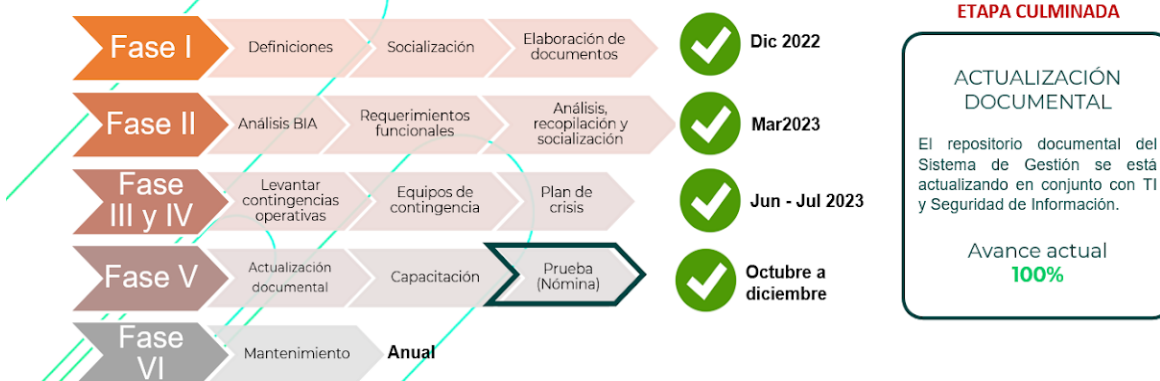 Fase I
Definiciones
Socialización
Elaboración de
documentos
Dic 2022
Fase II
Análisis BIA
Requerimientos
funcionales
Análisis,
recopilación y
socialización
Mar2023
Fase
III y IV
Levantar
contingencias
operativas
Equipos de
contingencia
Plan de
crisis
Jun - Jul 2023
Fase V
Actualización
documental
Capacitación
Prueba
(Nómina)
Octubre a
diciembre
Fase
VI
Mantenimiento
Anual
ETAPA CULMINADA
ACTUALIZACIÓN
DOCUMENTAL
El repositorio documental del
Sistema de Gestión se está
actualizando en conjunto con TI
y Seguridad de Información.
Avance actual
100%